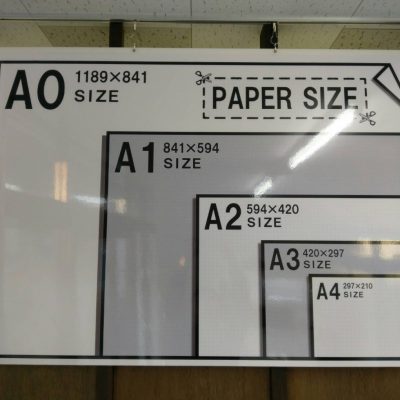 A0 1189×841
SIZE
PAPER SIZE
A1 841×594
SIZE
A2 594×420
SIZE
A3 420×297
SIZE
A4 297×210
SIZE